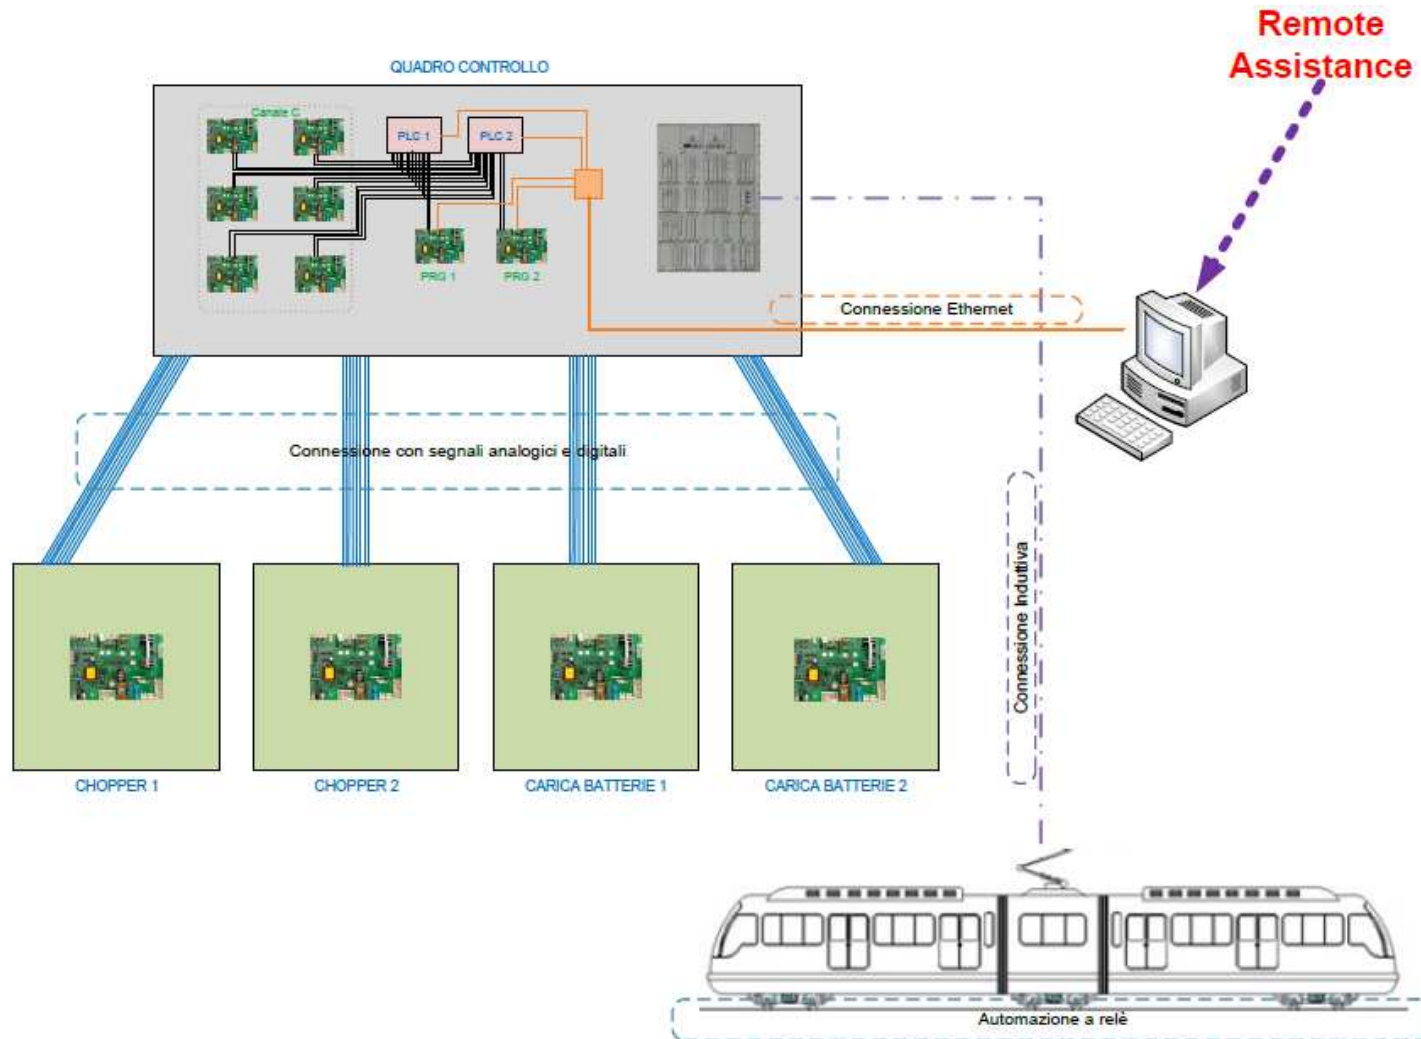 Remote
Assistance
QUADRO CONTROLLO
Canale C
PLC 1
PLC 2
PRG 1
PRG 2
Connessione Ethernet
Connessione con segnali analogici e digitali
Connessione Induttiva
CHOPPER 1
CHOPPER 2
CARICA BATTERIE 1
CARICA BATTERIE 2
Automazione a relè